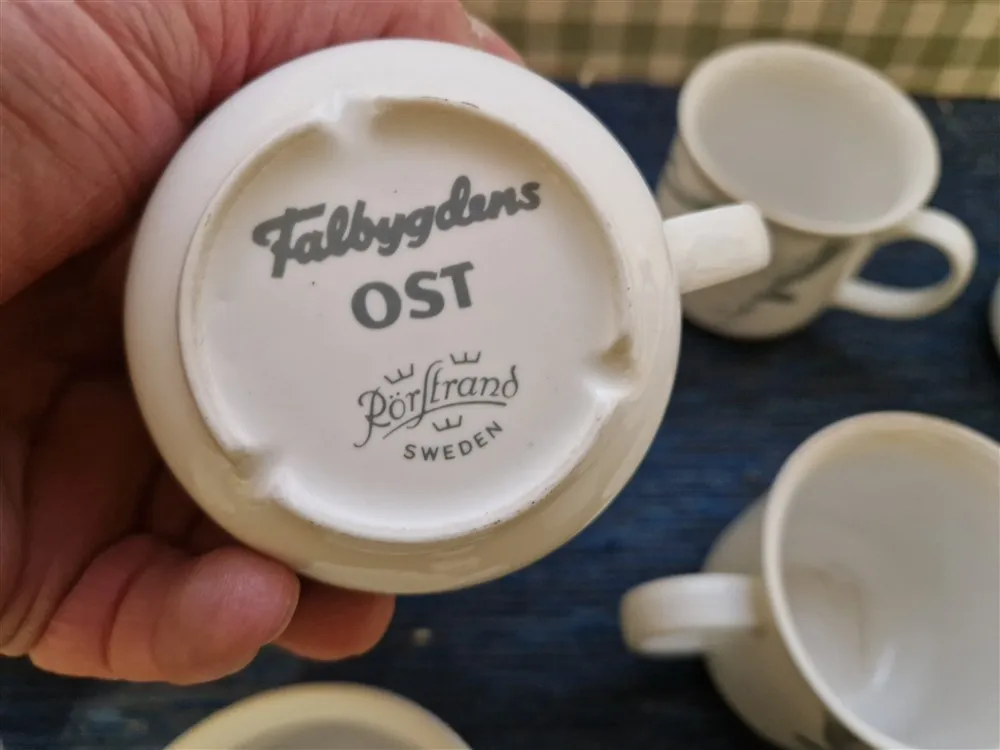 Falbygdens
OST
Rörstrand
SWEDEN